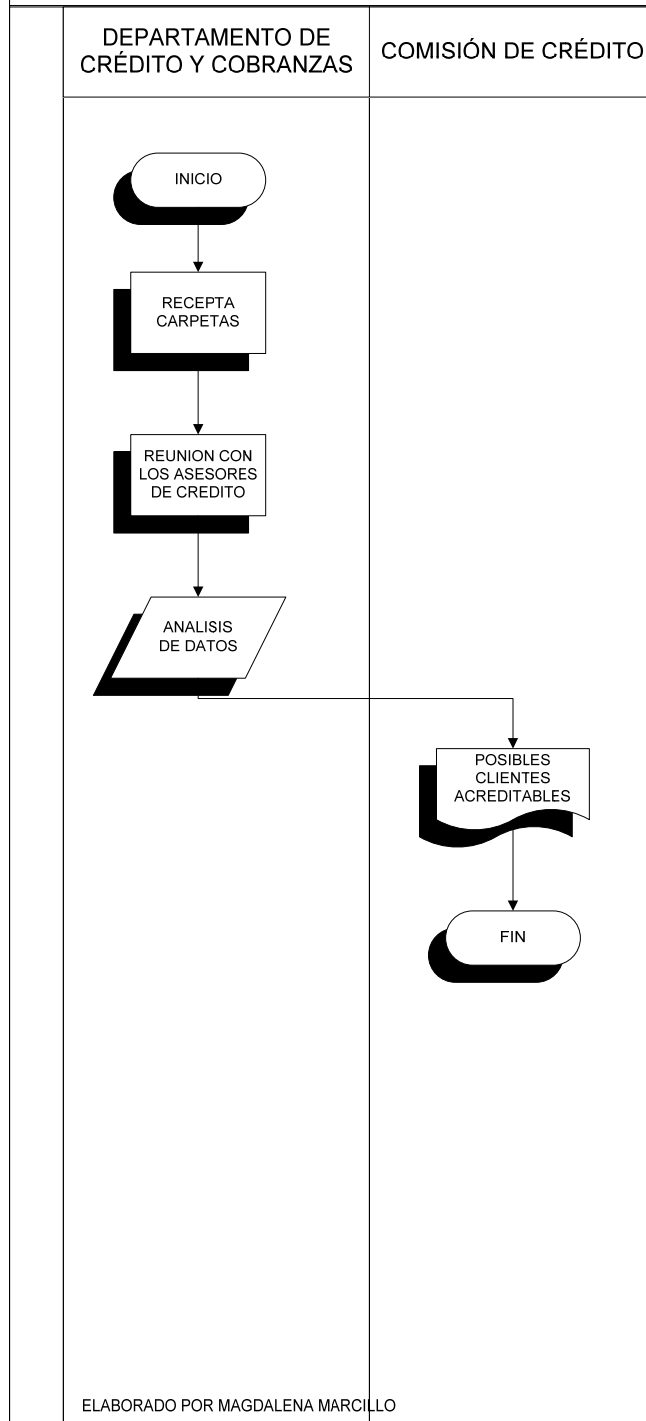 DEPARTAMENTO DE
CRÉDITO Y COBRANZAS
COMISIÓN DE CRÉDITO
INICIO
RECEPTA
CARPETAS
REUNION CON
LOS ASESORES
DE CREDITO
ANALISIS
DE DATOS
POSIBLES
CLIENTES
ACREDITABLES
FIN
ELABORADO POR MAGDALENA MARCILLO